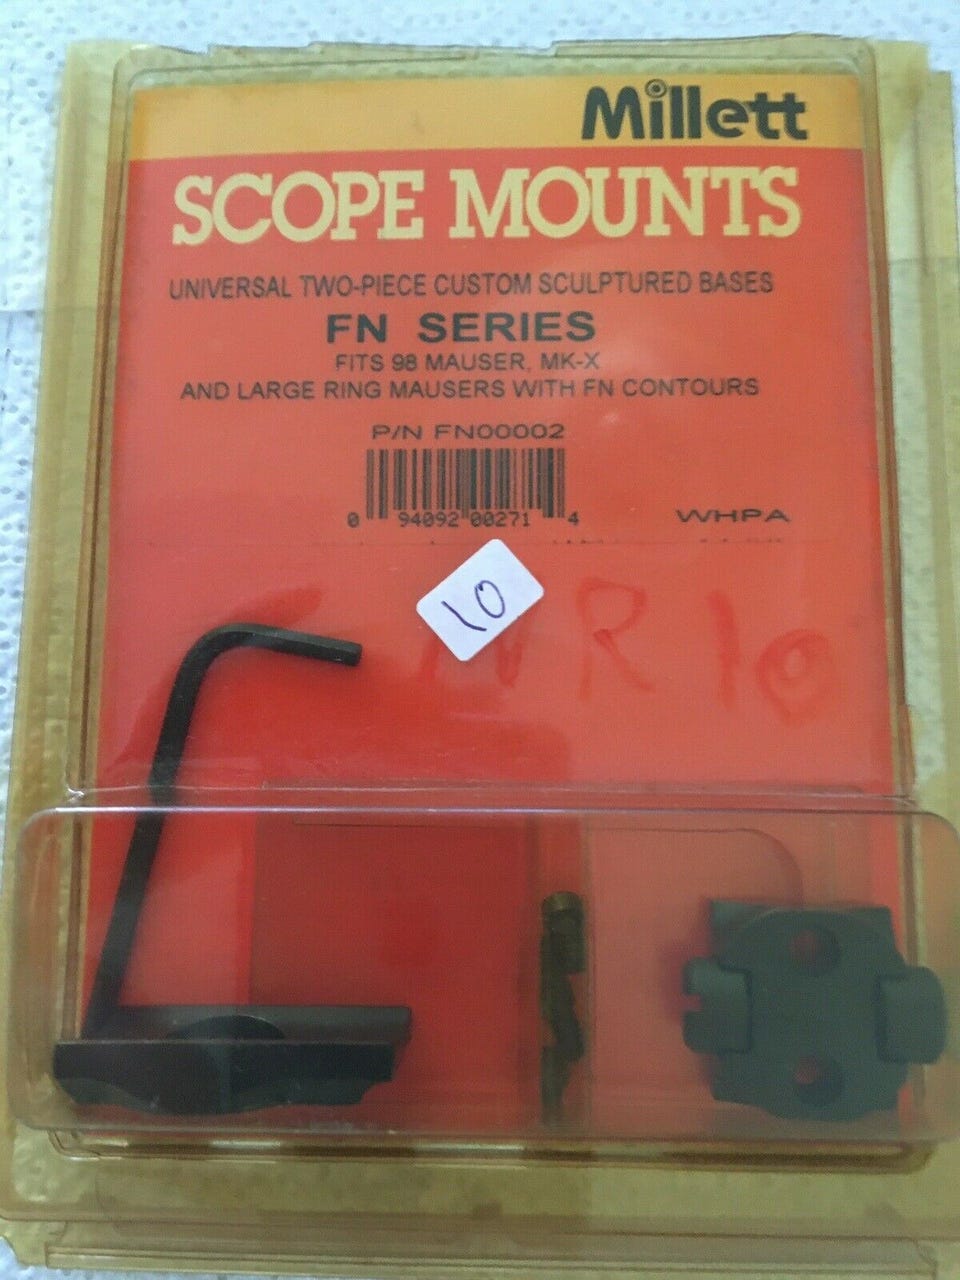 Millett
SCOPE MOUNTS
UNIVERSAL TWO-PIECE CUSTOM SCULPTURED BASES
FN SERIES
FITS 98 MAUSER, MK-X
AND LARGE RING MAUSERS WITH FN CONTOURS
P/N FN00002
0 94092 00271 4
WHPA
10
R 10